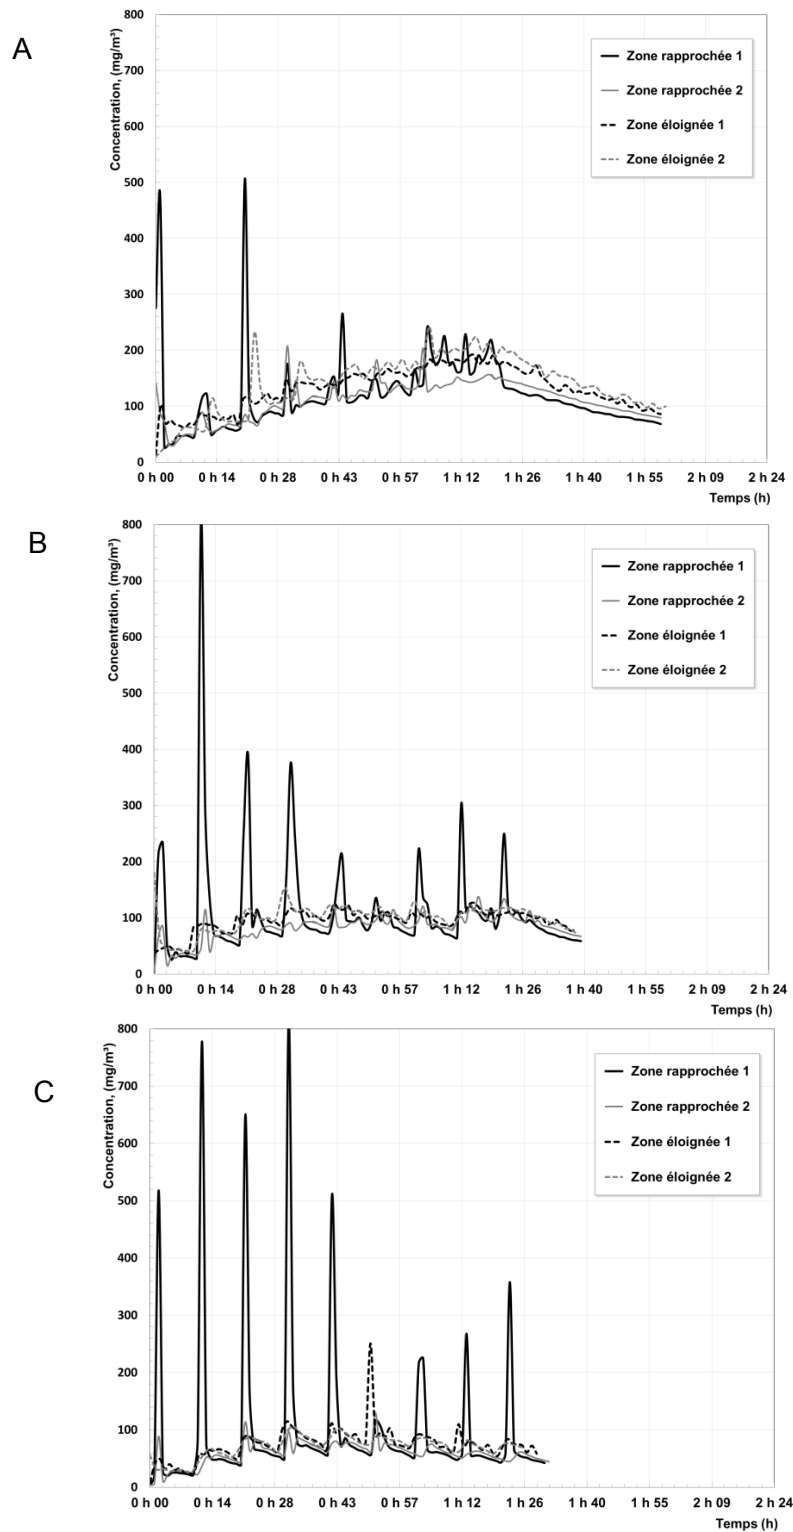 A
Concentration, (mg/m³)
800
700
600
500
400
300
200
100
0
Zone rapprochée 1
Zone rapprochée 2
Zone éloignée 1
Zone éloignée 2
0 h 00 0 h 14 0 h 28 0 h 43 0 h 57 1 h 12 1 h 26 1 h 40 1 h 55 2 h 09 2 h 24
Temps (h)
B
Concentration, (mg/m³)
800
700
600
500
400
300
200
100
0
Zone rapprochée 1
Zone rapprochée 2
Zone éloignée 1
Zone éloignée 2
0 h 00 0 h 14 0 h 28 0 h 43 0 h 57 1 h 12 1 h 26 1 h 40 1 h 55 2 h 09 2 h 24
Temps (h)
C
Concentration, (mg/m³)
800
700
600
500
400
300
200
100
0
Zone rapprochée 1
Zone rapprochée 2
Zone éloignée 1
Zone éloignée 2
0 h 00 0 h 14 0 h 28 0 h 43 0 h 57 1 h 12 1 h 26 1 h 40 1 h 55 2 h 09 2 h 24
Temps (h)